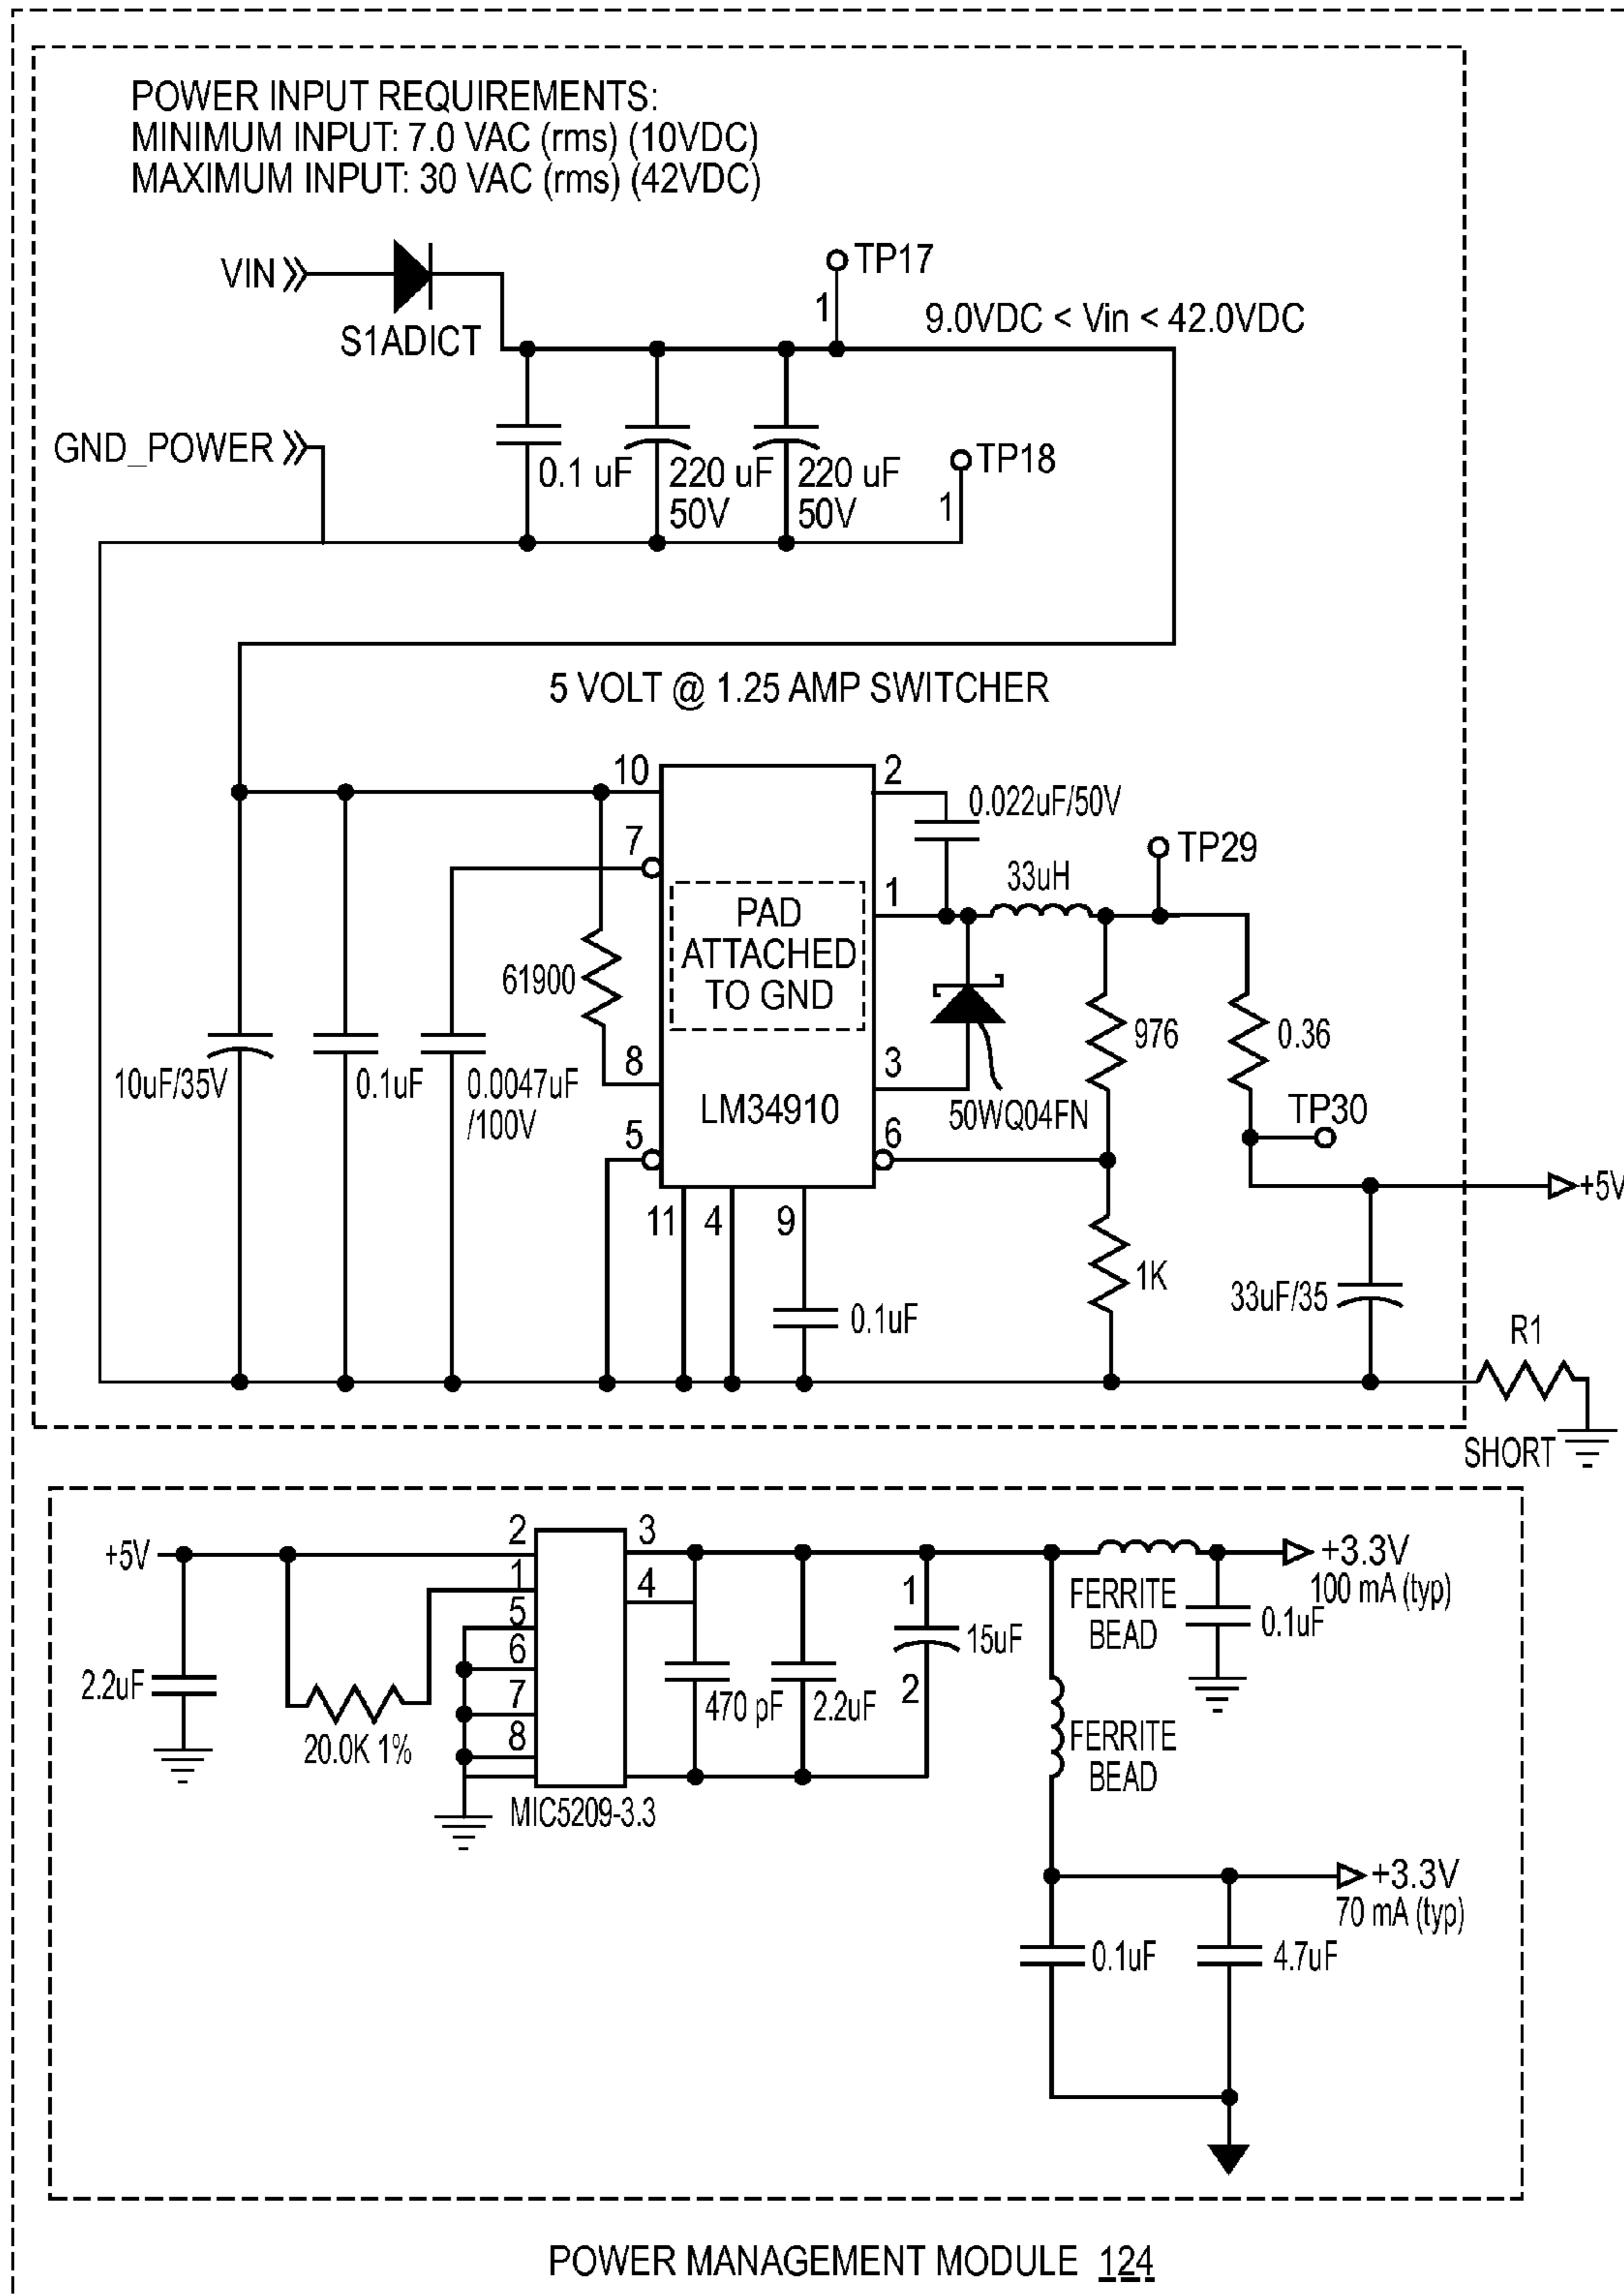 POWER INPUT REQUIREMENTS:
MINIMUM INPUT: 7.0 VAC (rms) (10VDC)
MAXIMUM INPUT: 30 VAC (rms) (42VDC)
VIN
S1ADICT
TP17
1
9.0VDC < Vin < 42.0VDC
GND_POWER
0.1 uF
220 uF
50V
220 uF
50V
TP18
1
5 VOLT @ 1.25 AMP SWITCHER
10
2
0.022uF/50V
7
TP29
33uH
1
PAD
ATTACHED
TO GND
61900
976
0.36
8
3
10uF/35V
0.1uF
0.0047uF
/100V
LM34910
50WQ04FN
TP30
5
6
+5V
11
4
9
1K
33uF/35
0.1uF
R1
SHORT
+5V
2
3
+3.3V
100 mA (typ)
1
4
1
FERRITE
BEAD
0.1uF
5
6
15uF
2.2uF
7
470 pF
2.2uF
2
8
20.0K 1%
FERRITE
BEAD
MIC5209-3.3
+3.3V
70 mA (typ)
0.1uF
4.7uF
POWER MANAGEMENT MODULE 124